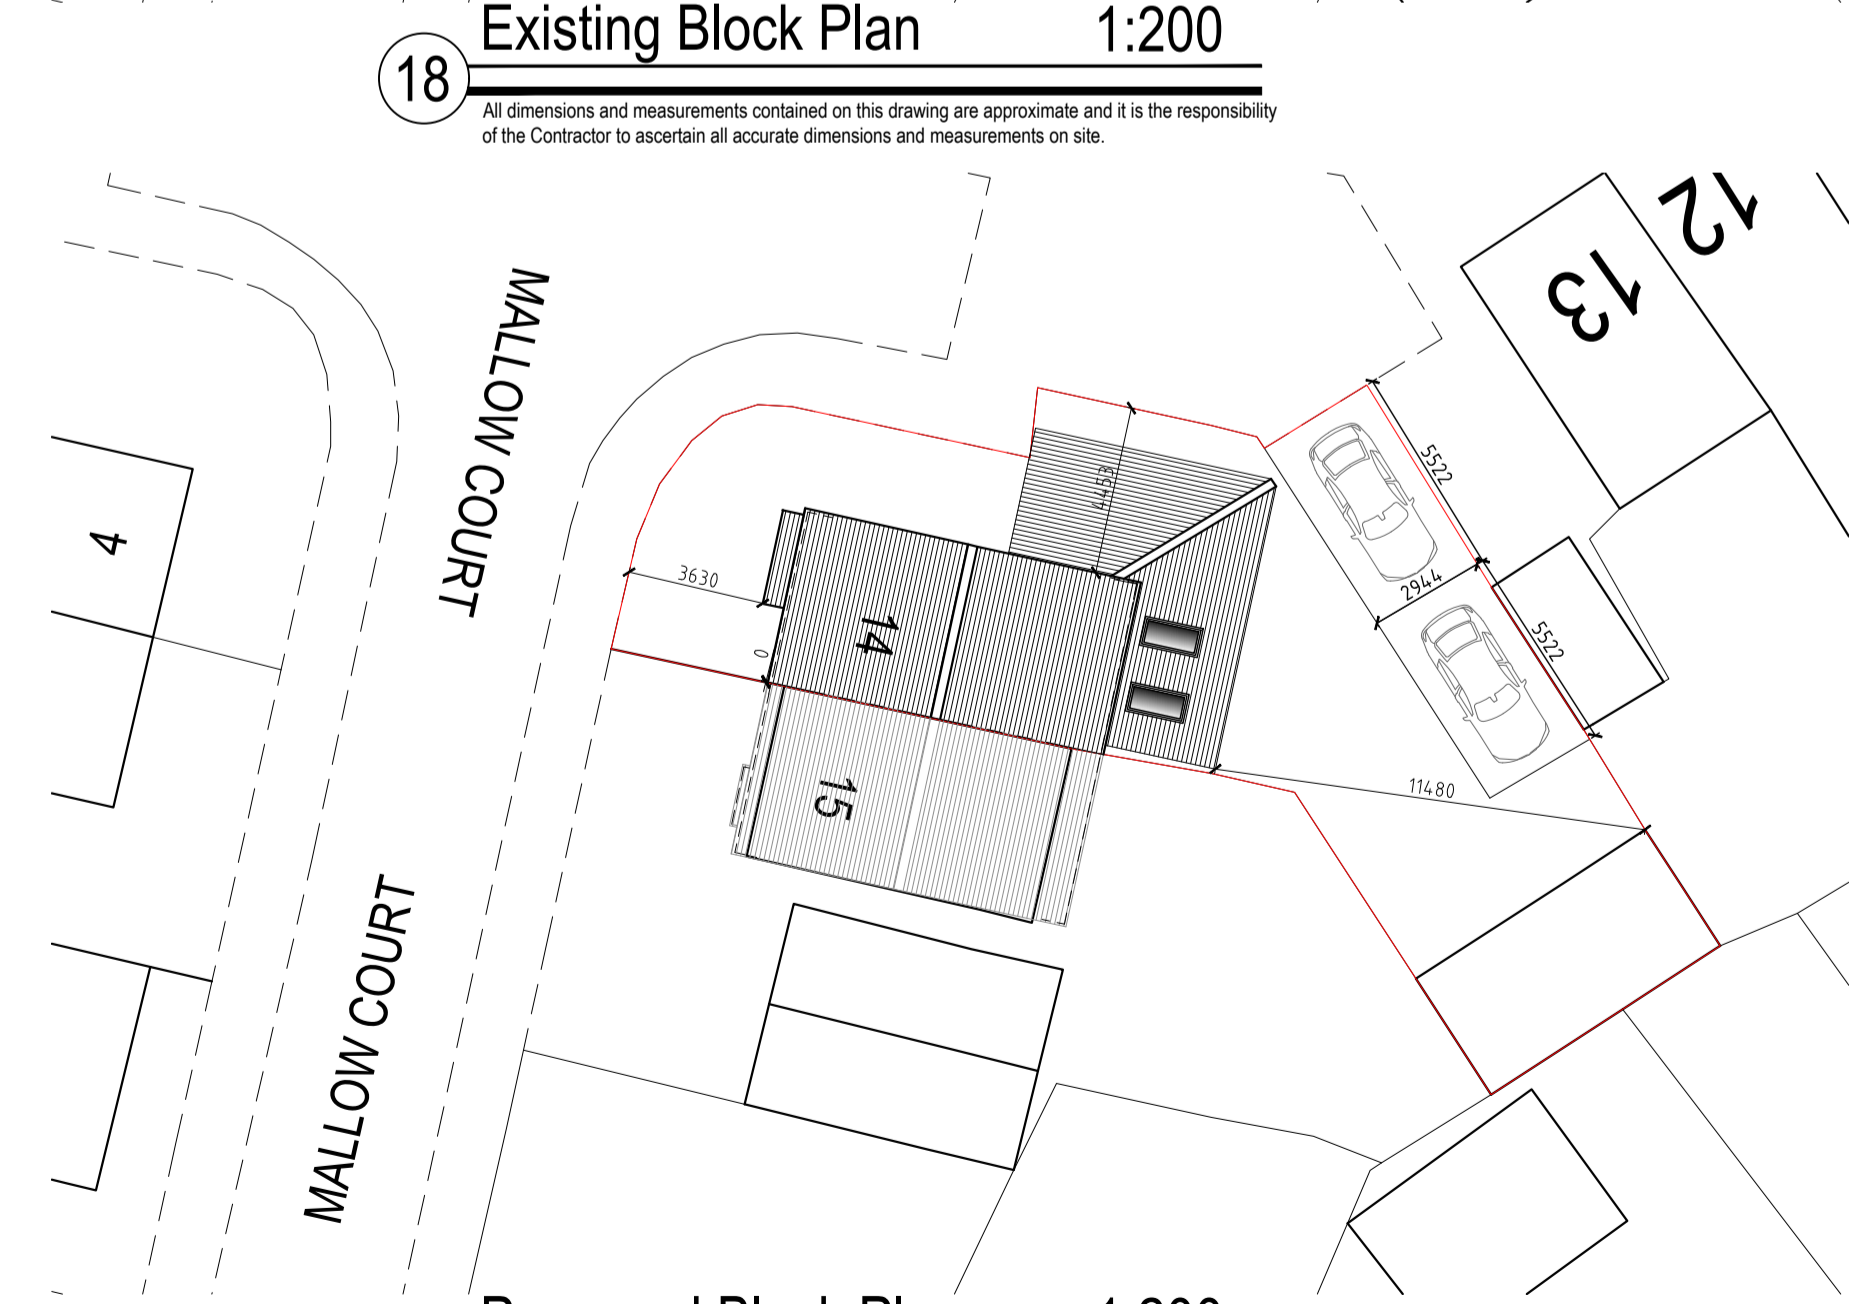 Existing Block Plan 1:200
18
All dimensions and measurements contained on this drawing are approximate and it is the responsibility
of the Contractor to ascertain all accurate dimensions and measurements on site.
12
13
MALLOW COURT
4
5522
4453
3630
2944
14
0
5522
15
11480
MALLOW COURT
1:200